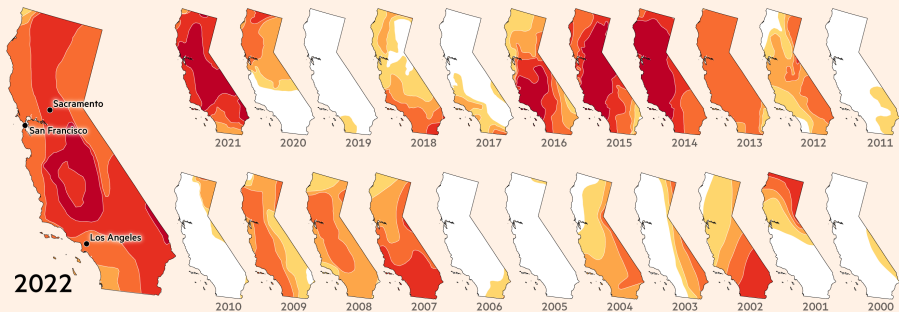 Sacramento
San Francisco
Los Angeles
2022
2021 2020 2019 2018 2017 2016 2015 2014 2013 2012 2011
2010 2009 2008 2007 2006 2005 2004 2003 2002 2001 2000